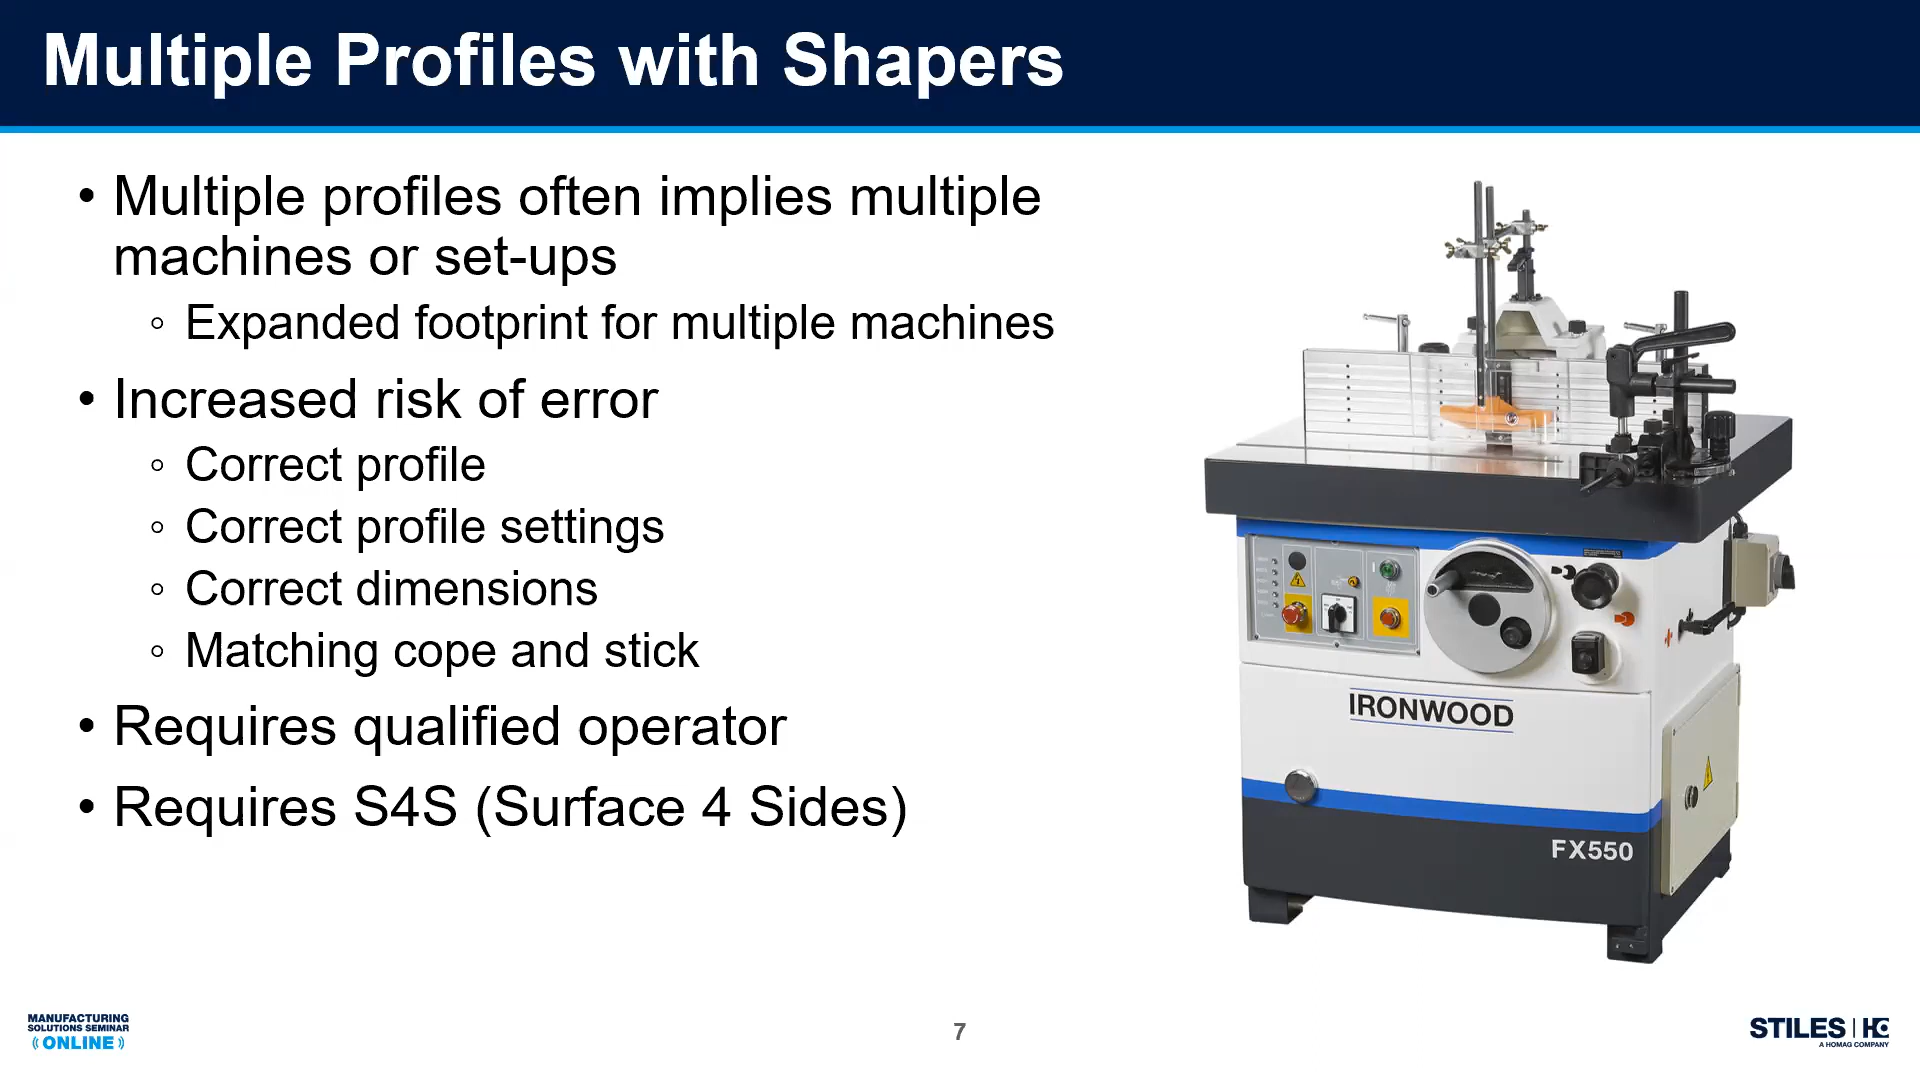 Multiple Profiles with Shapers
• Multiple profiles often implies multiple
machines or set-ups
◦ Expanded footprint for multiple machines
• Increased risk of error
◦ Correct profile
◦ Correct profile settings
◦ Correct dimensions
◦ Matching cope and stick
• Requires qualified operator
• Requires S4S (Surface 4 Sides)
IRONWOOD
FX550
MANUFACTURING
SOLUTIONS SEMINAR
ONLINE
7
STILES
A HOMAG COMPANY